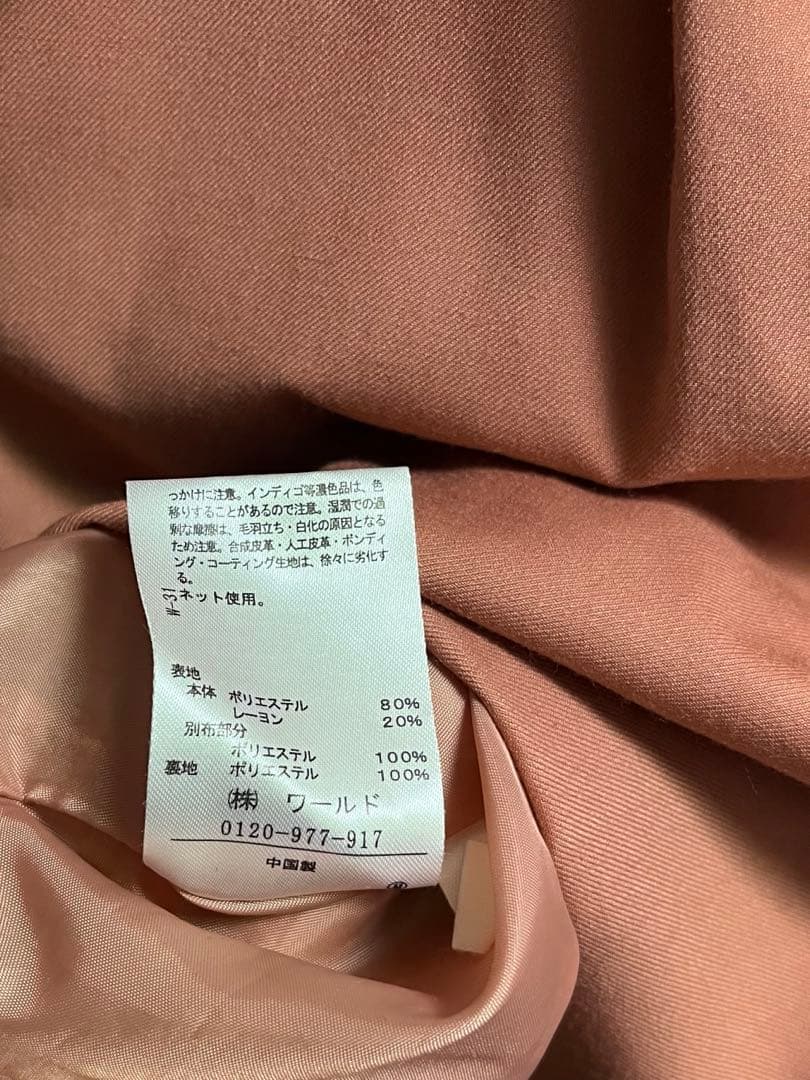 っかけに注意。インディゴ等濃色品は、色
移りすることがあるので注意。湿潤での過
剰な摩擦は、毛羽立ち・白化の原因となる
ため注意。合成皮革・人工皮革・ボンディ
ング・コーティング生地は、徐々に劣化す
る。
ネット使用。
表地
本体 ポリエステル 80%
レーヨン 20%
別布部分
ポリエステル 100%
裏地 ポリエステル 100%
(株) ワールド
0120-977-917
中国製